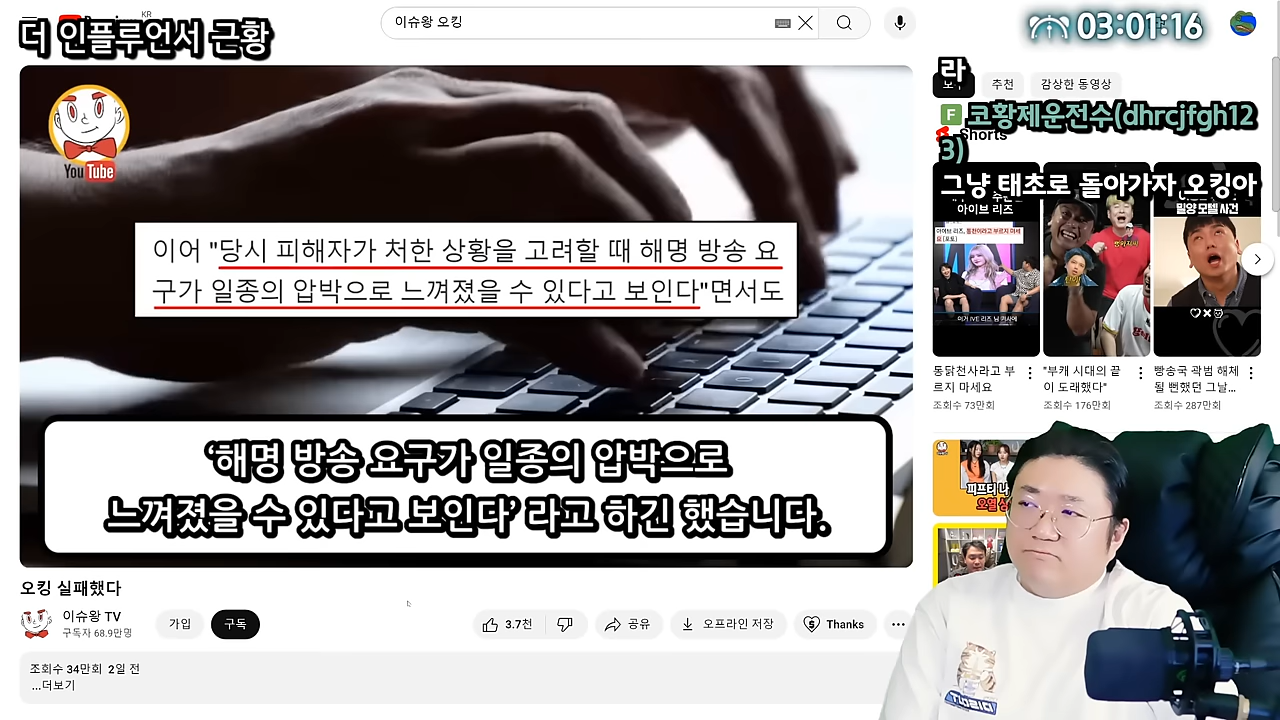 더 인플루언서 근황
KR
이슈왕 오킹
03:01:16
You Tube
이어 "당시 피해자가 처한 상황을 고려할 때 해명 방송 요
구가 일종의 압박으로 느껴졌을 수 있다고 보인다"면서도
‘해명 방송 요구가 일종의 압박으로
느껴졌을 수 있다고 보인다’ 라고 하긴 했습니다.
오킹 실패했다
이슈왕 TV
구독자 68.9만명
가입
구독
3.7천
공유
오프라인 저장
Thanks
조회수 34만회 2일 전
...더보기
라
추천
감상한 동영상
F 코황제운전수(dhrcjfgh12
3)
Shorts
그냥 태초로 돌아가자 오킹아
아이브 리즈
밀양 모텔 사건
동닭천사라고 부
르지 마세요
조회수 73만회
"부캐 시대의 끝
이 도래했다"
조회수 176만회
빵송국 곽범 해체
될 뻔했던 그날...
조회수 287만회